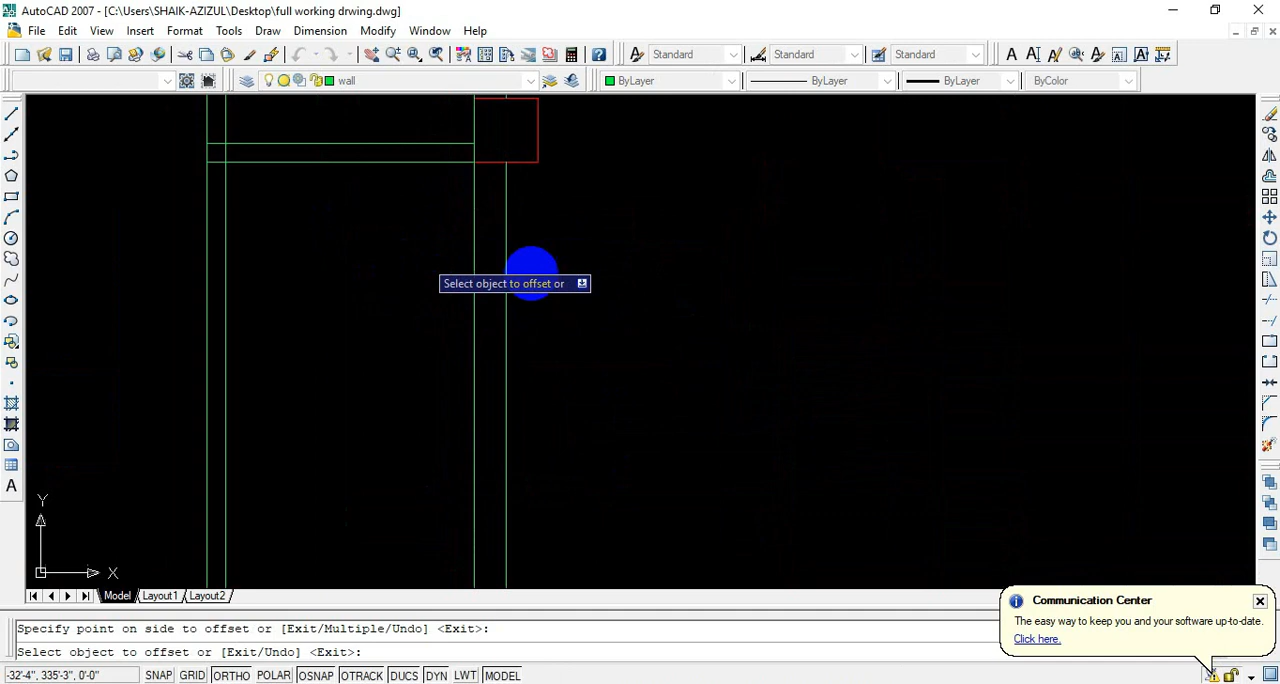 AutoCAD 2007 - [C:\Users\SHAIK-AZIZUL\Desktop\full working drwing.dwg]
File Edit View Insert Format Tools Draw Dimension Modify Window Help
Standard Standard Standard
wall ByLayer ByLayer ByLayer ByColor
Select object to offset or
Y
X
Model Layout1 Layout2
Communication Center
The easy way to keep you and your software up-to-date.
Click here.
Specify point on side to offset or [Exit/Multiple/Undo] <Exit>:
Select object to offset or [Exit/Undo] <Exit>:
-32'-4", 335'-3", 0'-0" SNAP GRID ORTHO POLAR OSNAP OTRACK DUCS DYN LWT MODEL